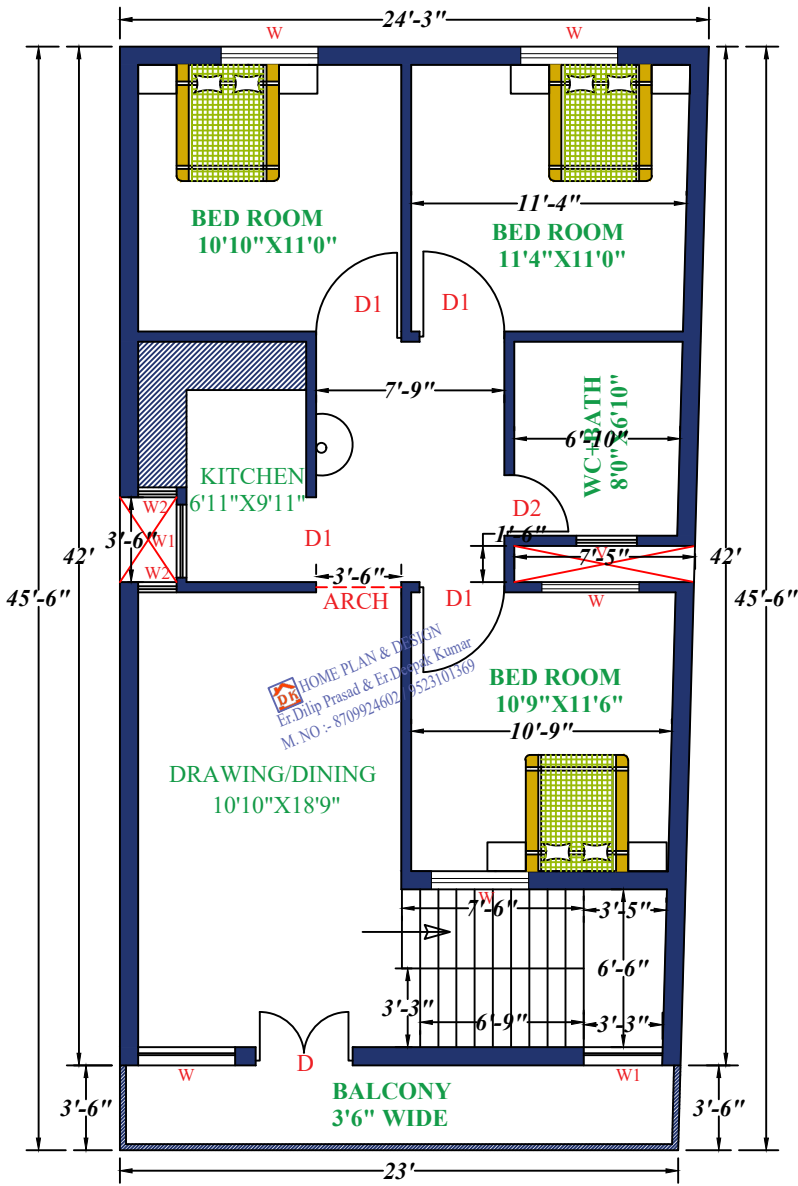 24'-3"
W
W
11'-4"
BED ROOM
10'10"X11'0"
BED ROOM
11'4"X11'0"
D1
D1
7'-9"
WC+BATH
8'0"X6'10"
6'-10"
KITCHEN
6'11"X9'11"
W2
D2
3'-6"
W1
D1
1'-6"
V
7'-5"
42'
42'
W2
3'-6"
ARCH
D1
W
45'-6"
45'-6"
HOME PLAN & DESIGN
DK
Er.Dilip Prasad & Er.Deepak Kumar
M. NO :- 8709924602, 9523101369
BED ROOM
10'9"X11'6"
10'-9"
DRAWING/DINING
10'10"X18'9"
W
7'-6"
3'-5"
6'-6"
3'-3"
6'-9"
3'-3"
D
W
W1
BALCONY
3'6" WIDE
3'-6"
3'-6"
23'